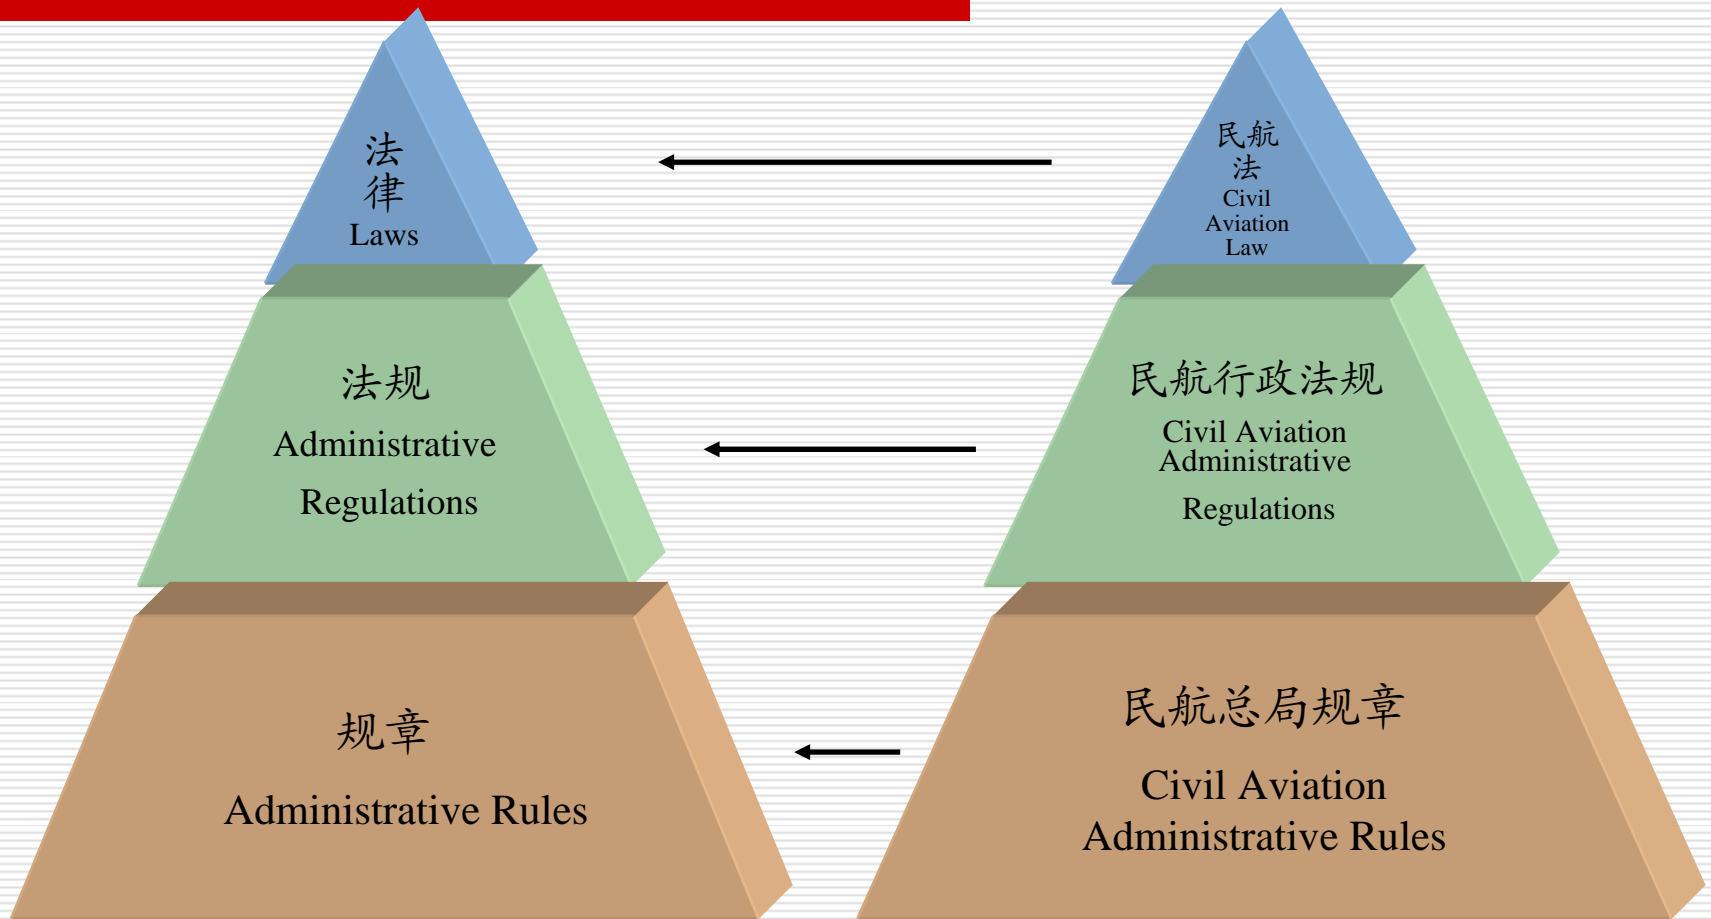 法
律
Laws
法规
Administrative
Regulations
规章
Administrative Rules
民航
法
Civil
Aviation
Law
民航行政法规
Civil Aviation
Administrative
Regulations
民航总局规章
Civil Aviation
Administrative Rules